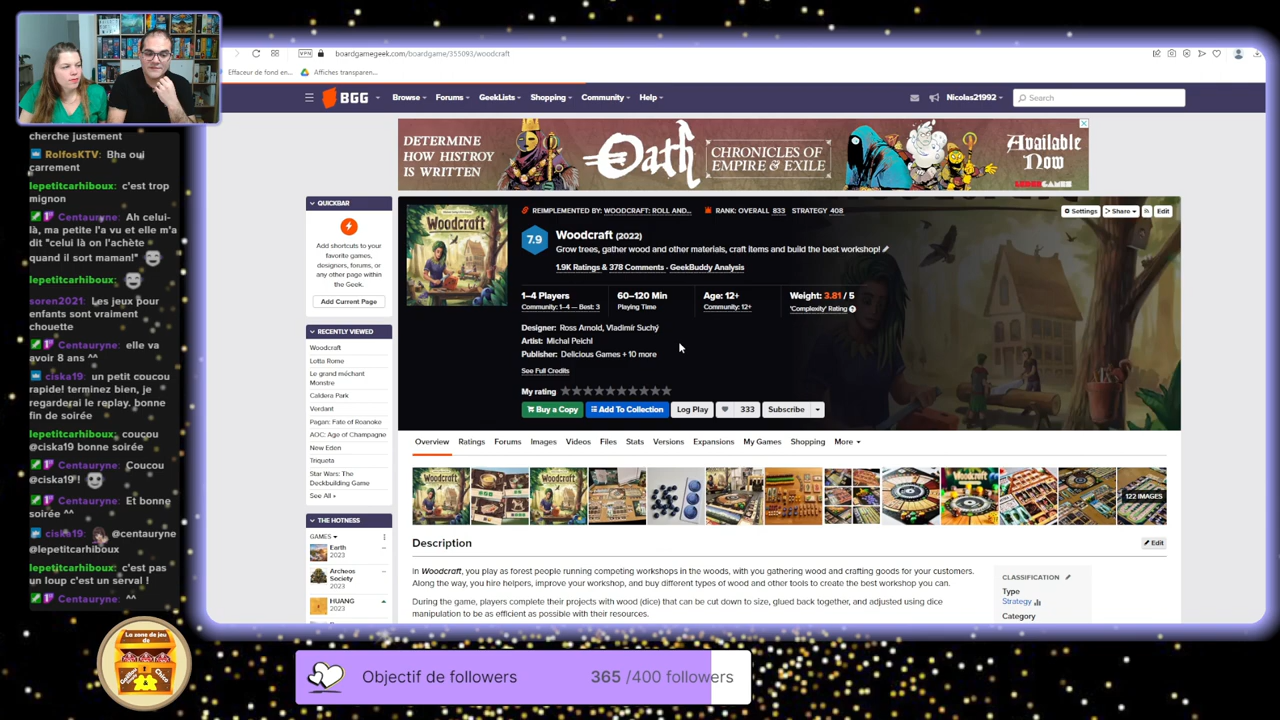 boardgamegeek.com/boardgame/355093/woodcraft
VPN
Effaceur de fond en...
Affiches transparen...
BGG
Browse
Forums
GeekLists
Shopping
Community
Help
Nicolas21992
Search
DETERMINE
HOW HISTROY
IS WRITTEN
Oath
CHRONICLES OF
EMPIRE & EXILE
Available
Now
LEDERGAMES
cherche justement
RolfosKTV: Bha oui
carrement
lepetitcarhiboux: c'est trop
mignon
Centauryne: Ah celui-
là, ma petite l'a vu et elle m'a
dit "celui là on l'achète
quand il sort maman!"
lepetitcarhiboux:
soren2021: Les jeux pour
enfants sont vraiment
chouette
lepetitcarhiboux: elle va
avoir 8 ans ^^
ciska19: un petit coucou
rapide! terminez bien, je
regardrai le replay. bonne
fin de soirée
lepetitcarhiboux: coucou
@ciska19 bonne soirée
Centauryne: Coucou
@ciska19 !
Centauryne: Et bonne
soirée ^^
ciska19: @centauryne
@lepetitcarhiboux
ciska19: c'est pas
un loup c'est un serval !
Centauryne: ^^
QUICKBAR
Add shortcuts to your
favorite games,
designers, forums, or
any other page within
the Geek.
Add Current Page
RECENTLY VIEWED
Woodcraft
Lotta Rome
Le grand méchant
Monstre
Caldera Park
Verdant
Pagan: Fate of Roanoke
AOC: Age of Champagne
New Eden
Triqueta
Star Wars: The
Deckbuilding Game
See All »
THE HOTNESS
GAMES
Earth
2023
Archeos
Society
2023
HUANG
2023
Woodcraft
REIMPLEMENTED BY: WOODCRAFT: ROLL AND...
RANK: OVERALL 833 STRATEGY 408
Settings
Share
Edit
7.9
Woodcraft (2022)
Grow trees, gather wood and other materials, craft items and build the best workshop!
1.9K Ratings & 378 Comments · GeekBuddy Analysis
1–4 Players
Community: 1–4 — Best: 3
60–120 Min
Playing Time
Age: 12+
Community: 12+
Weight: 3.81 / 5
'Complexity' Rating
Designer: Ross Arnold, Vladimír Suchý
Artist: Michal Peichl
Publisher: Delicious Games + 10 more
See Full Credits
My rating
Buy a Copy
Add To Collection
Log Play
333
Subscribe
Overview
Ratings
Forums
Images
Videos
Files
Stats
Versions
Expansions
My Games
Shopping
More
122 IMAGES
Description
Edit
In Woodcraft, you play as forest people running competing workshops in the woods, with you gathering wood and crafting goods for your customers.
Along the way, you hire helpers, improve your workshop, and buy different types of wood and other tools to create the best workshop you can.
During the game, players complete their projects with wood (dice) that can be cut down to size, glued back together, and adjusted using dice
manipulation to be as efficient as possible with their resources.
CLASSIFICATION
Type
Strategy
Category
La zone de jeu
de
Chico
Objectif de followers
365 /400 followers